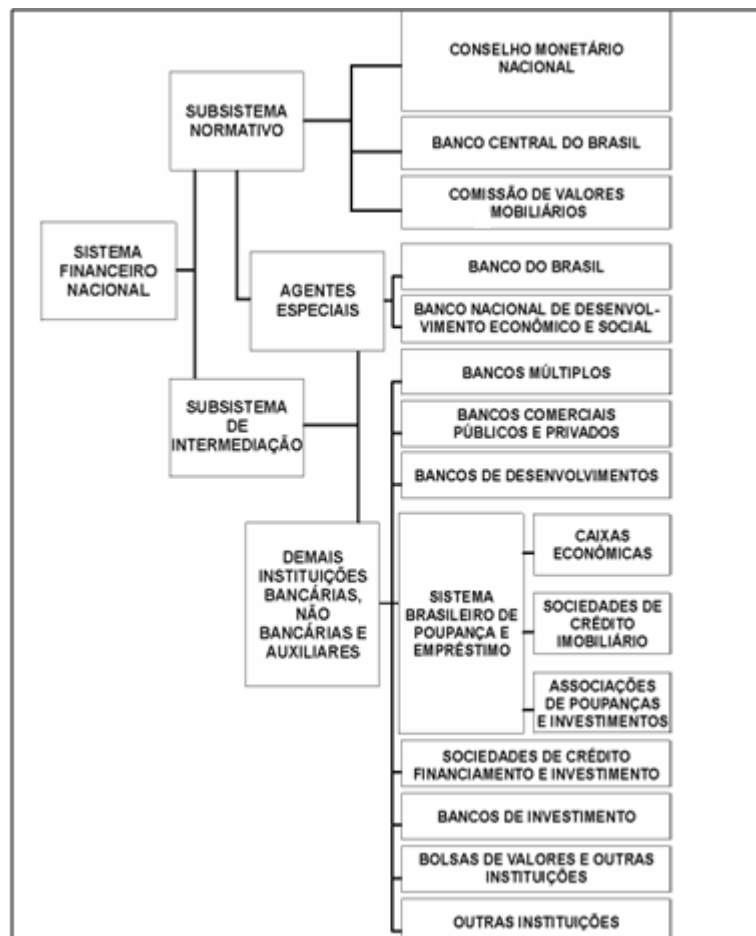 CONSELHO MONETÁRIO
NACIONAL
SUBSISTEMA
NORMATIVO
BANCO CENTRAL DO BRASIL
COMISSÃO DE VALORES
MOBILIÁRIOS
SISTEMA
FINANCEIRO
NACIONAL
AGENTES
ESPECIAIS
BANCO DO BRASIL
BANCO NACIONAL DE DESENVOL-
VIMENTO ECONÔMICO E SOCIAL
SUBSISTEMA
DE
INTERMEDIAÇÃO
BANCOS MÚLTIPLOS
BANCOS COMERCIAIS
PÚBLICOS E PRIVADOS
BANCOS DE DESENVOLVIMENTOS
DEMAIS
INSTITUIÇÕES
BANCÁRIAS,
NÃO
BANCÁRIAS E
AUXILIARES
SISTEMA
BRASILEIRO DE
POUPANÇA E
EMPRÉSTIMO
CAIXAS
ECONÔMICAS
SOCIEDADES DE
CRÉDITO
IMOBILIÁRIO
ASSOCIAÇÕES
DE POUPANÇAS
E INVESTIMENTOS
SOCIEDADES DE CRÉDITO
FINANCIAMENTO E INVESTIMENTO
BANCOS DE INVESTIMENTO
BOLSAS DE VALORES E OUTRAS
INSTITUIÇÕES
OUTRAS INSTITUIÇÕES